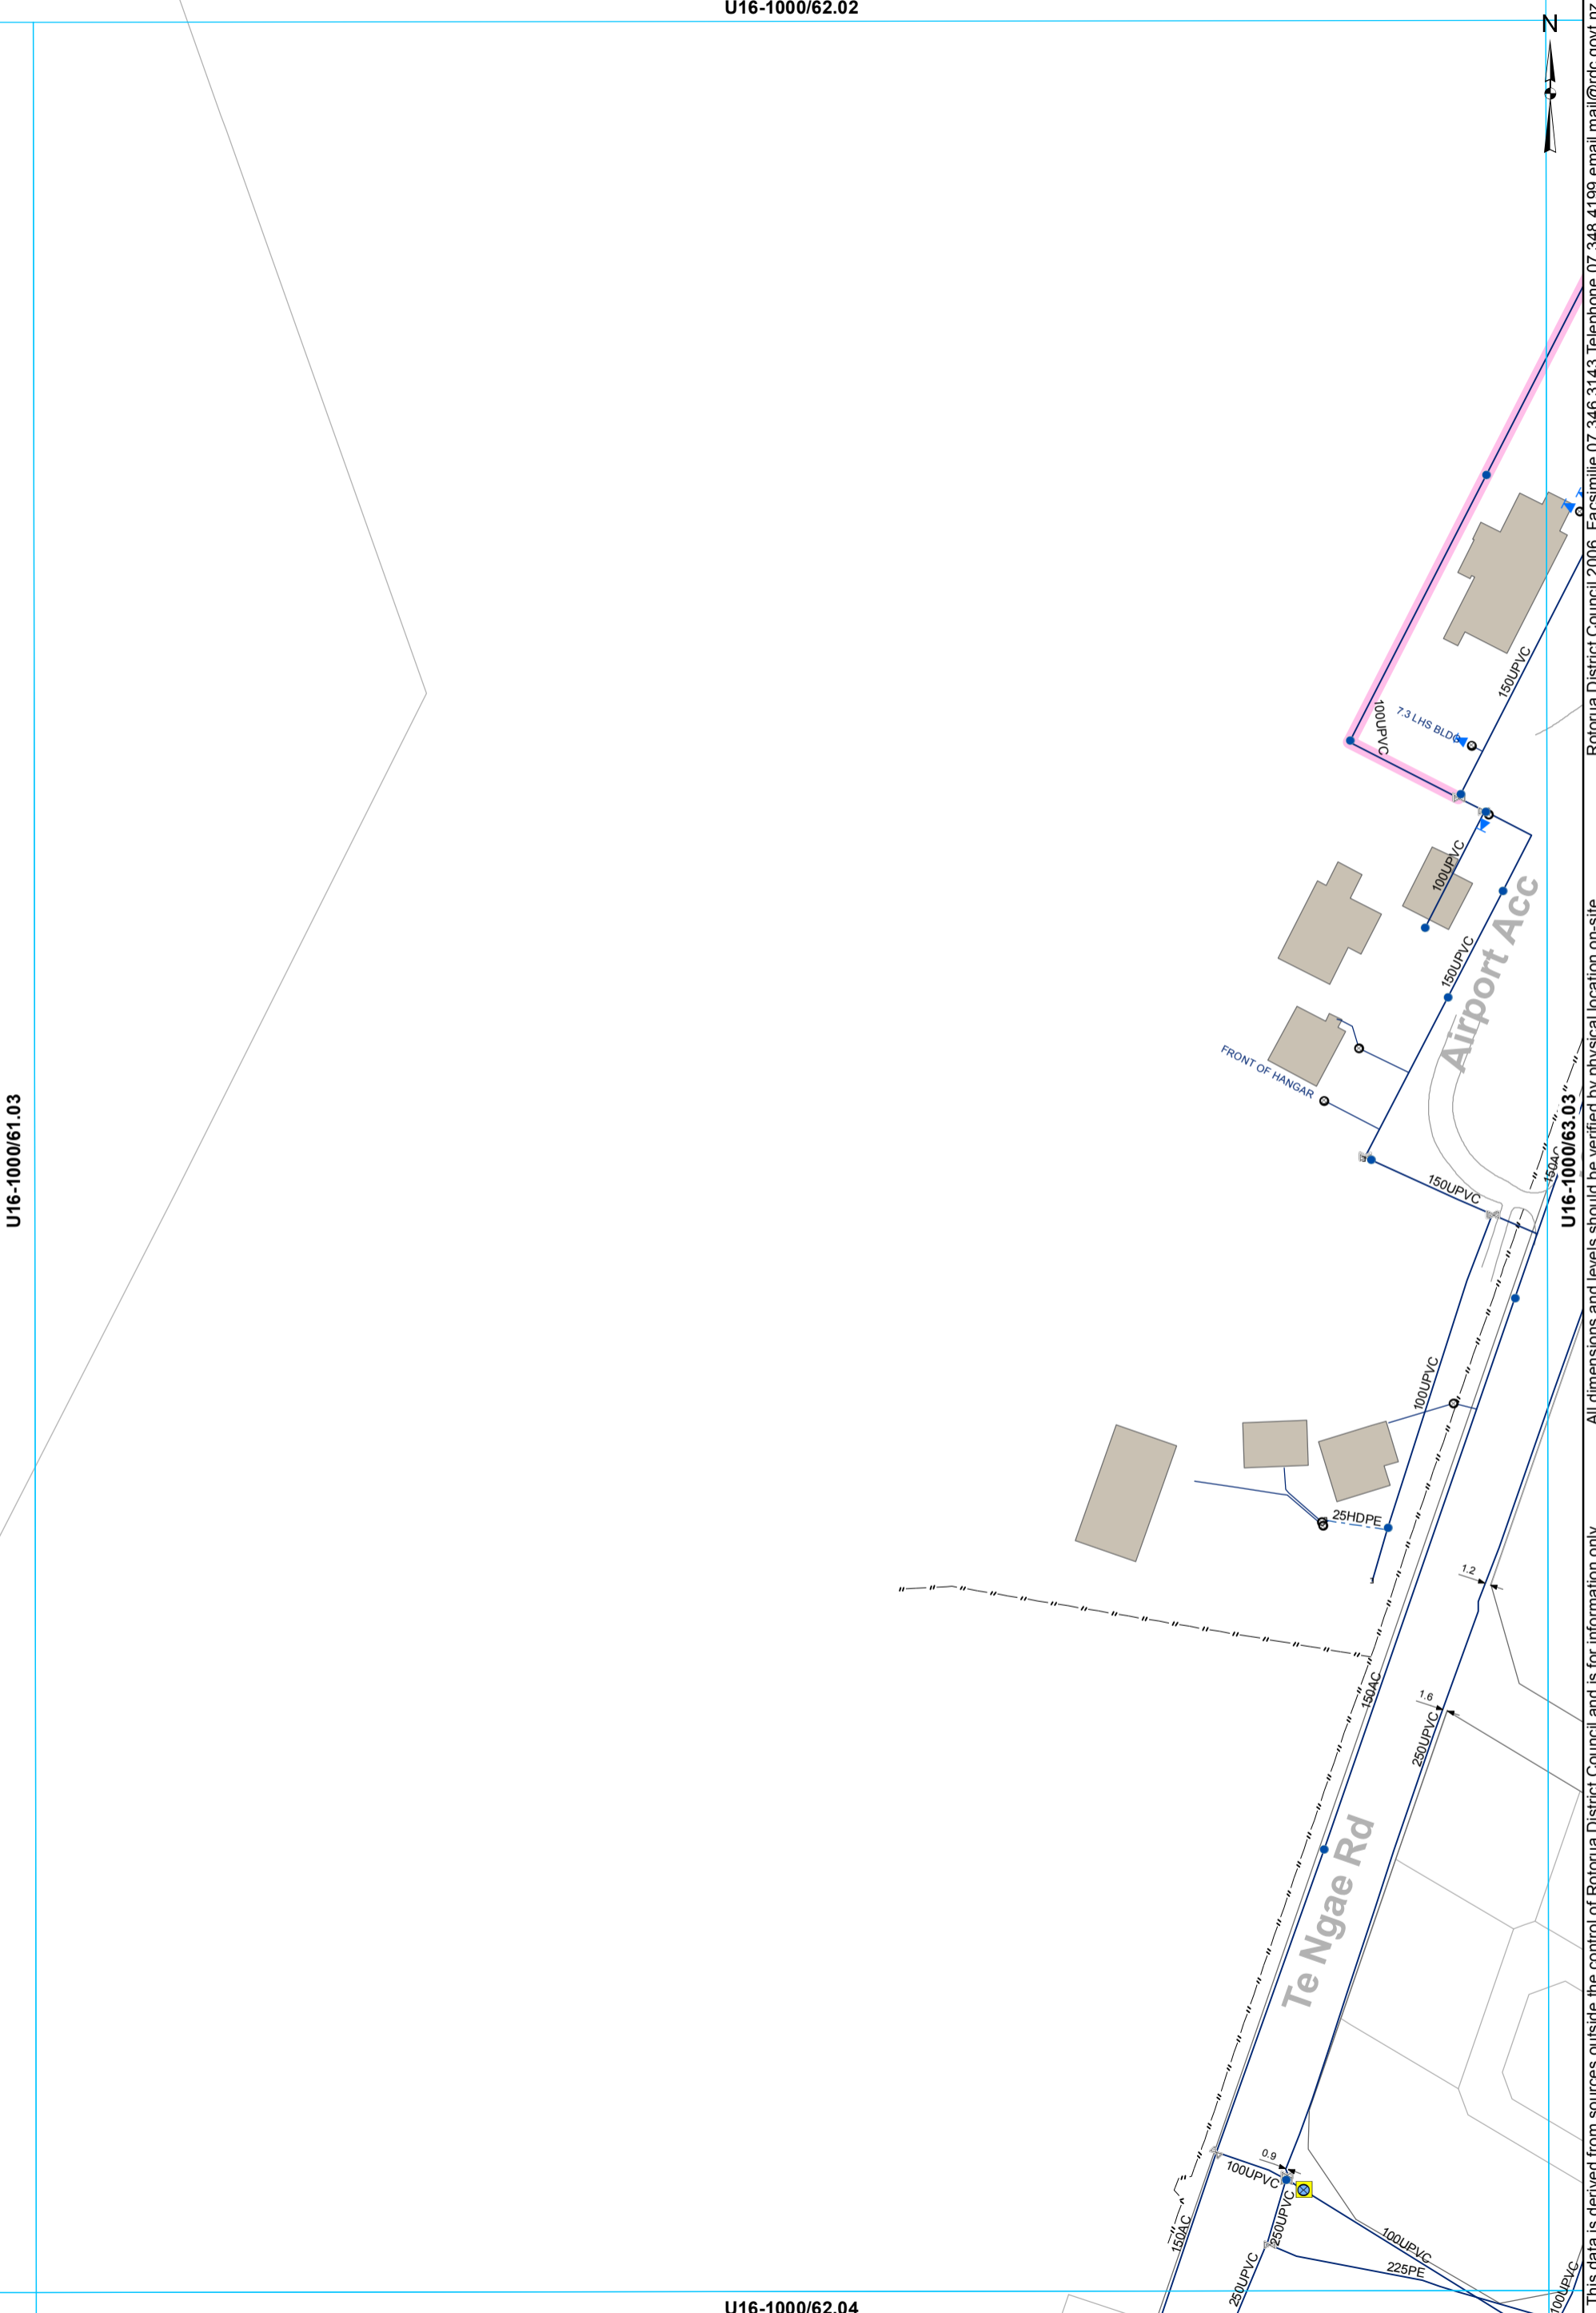 U16-1000/62.02
N
Rotorua District Council 2006. Facsimilie 07 346 3143 Telephone 07 348 4199 email mail@rdc.govt.nz
150UPVC
100UPVC
7.3 LHS BLDG
100UPVC
150UPVC
Airport Acc
FRONT OF HANGAR
All dimensions and levels should be verified by physical location on-site
U16-1000/61.03
U16-1000/63.03
150AC
150UPVC
100UPVC
25HDPE
1.2
150AC
1.6
250UPVC
Te Ngae Rd
0.9
100UPVC
250UPVC
150AC
100UPVC
250UPVC
225PE
100UPVC
This data is derived from sources outside the control of Rotorua District Council and is for information only.
U16-1000/62.04